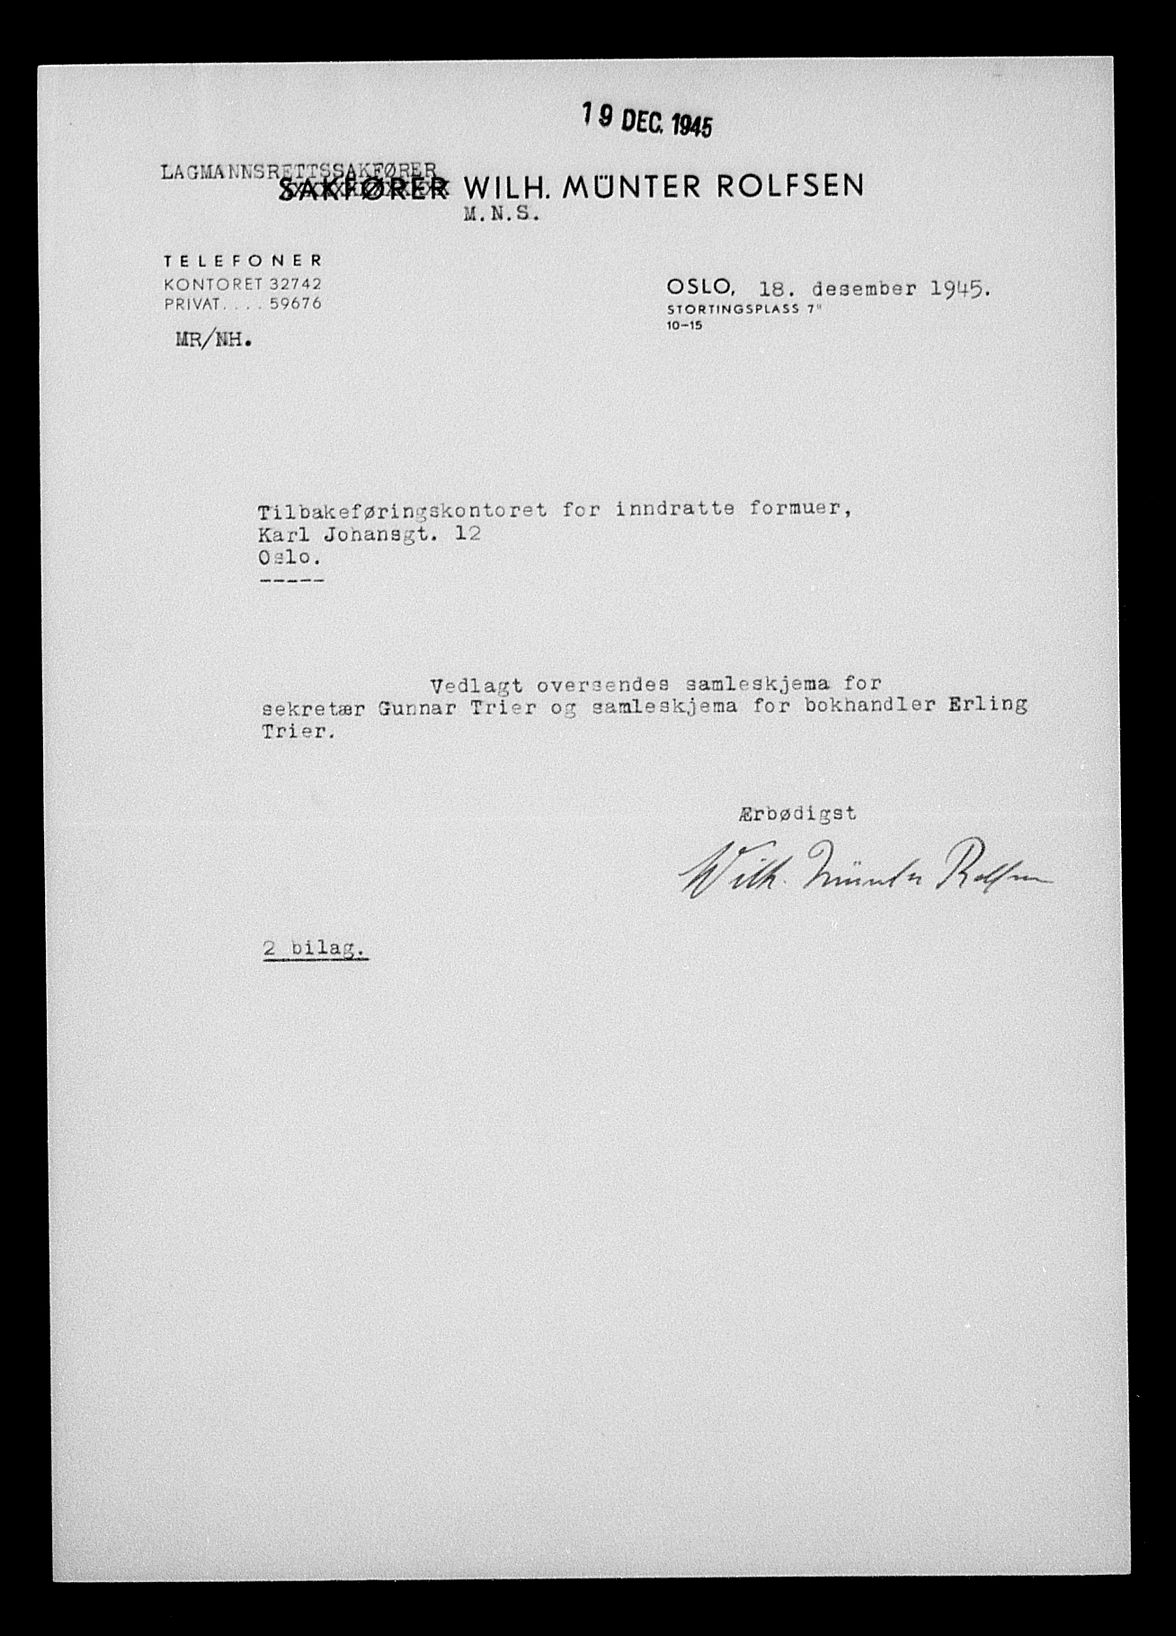 19 DEC. 1945
LAGMANNSRETTSSAKFØRER
SAKFØRER WILH. MÜNTER ROLFSEN
M.N.S.
TELEFONER
KONTORET 32742
PRIVAT. . . . 59676
MR/NH.
OSLO, 18. desember 1945.
STORTINGSPLASS 7"
10-15
Tilbakeføringskontoret for inndratte formuer,
Karl Johansgt. 12
Oslo.
-----
Vedlagt oversendes samleskjema for
sekretær Gunnar Trier og samleskjema for bokhandler Erling
Trier.
Ærbødigst
Wilh. Münter Rolfsen
2 bilag.